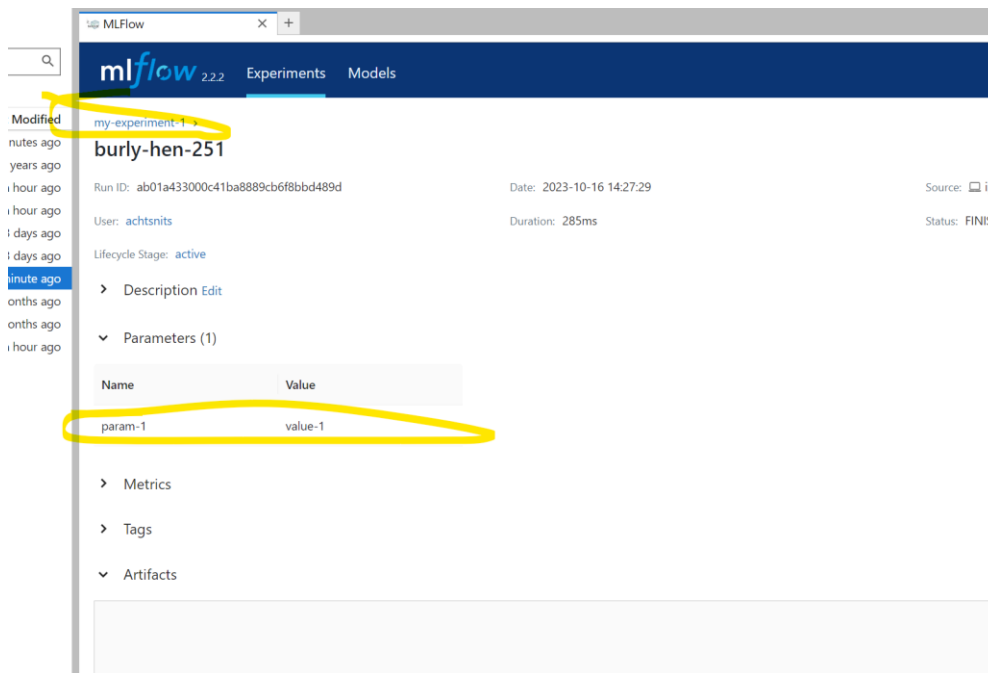 MLFlow
mlflow 2.2.2 Experiments Models
Modified
nutes ago
years ago
hour ago
hour ago
days ago
days ago
inute ago
onths ago
onths ago
hour ago
my-experiment-1 >
burly-hen-251
Run ID: ab01a433000c41ba8889cb6f8bbd489d Date: 2023-10-16 14:27:29 Source:
User: achtsnits Duration: 285ms Status: FINIS
Lifecycle Stage: active
Description Edit
Parameters (1)
Name Value
param-1 value-1
Metrics
Tags
Artifacts